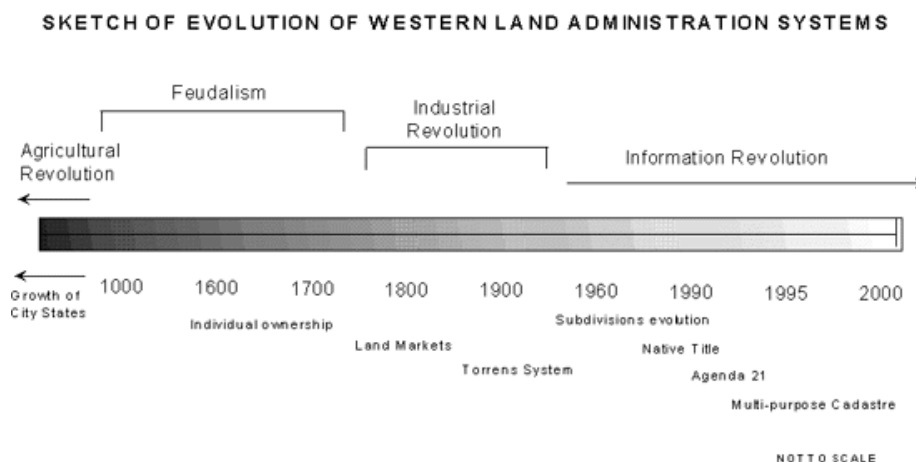 SKETCH OF EVOLUTION OF WESTERN LAND ADMINISTRATION SYSTEMS
Feudalism
Industrial
Revolution
Agricultural
Revolution
Information Revolution
1000 1600 1700 1800 1900 1960 1990 1995 2000
Growth of
City States
Individual ownership
Subdivisions evolution
Land Markets
Native Title
Torrens System
Agenda 21
Multi-purpose Cadastre
NOT TO SCALE